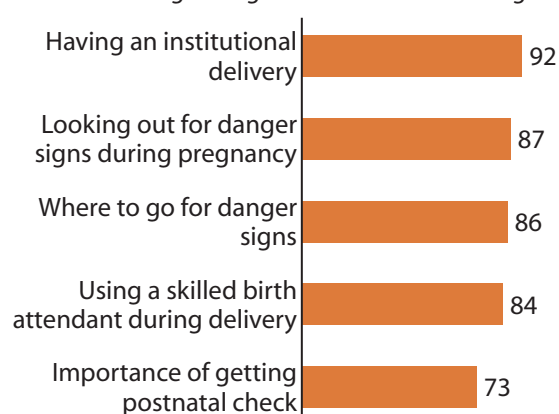 Having an institutional
delivery
92
Looking out for danger
signs during pregnancy
87
Where to go for danger
signs
86
Using a skilled birth
attendant during delivery
84
Importance of getting
postnatal check
73